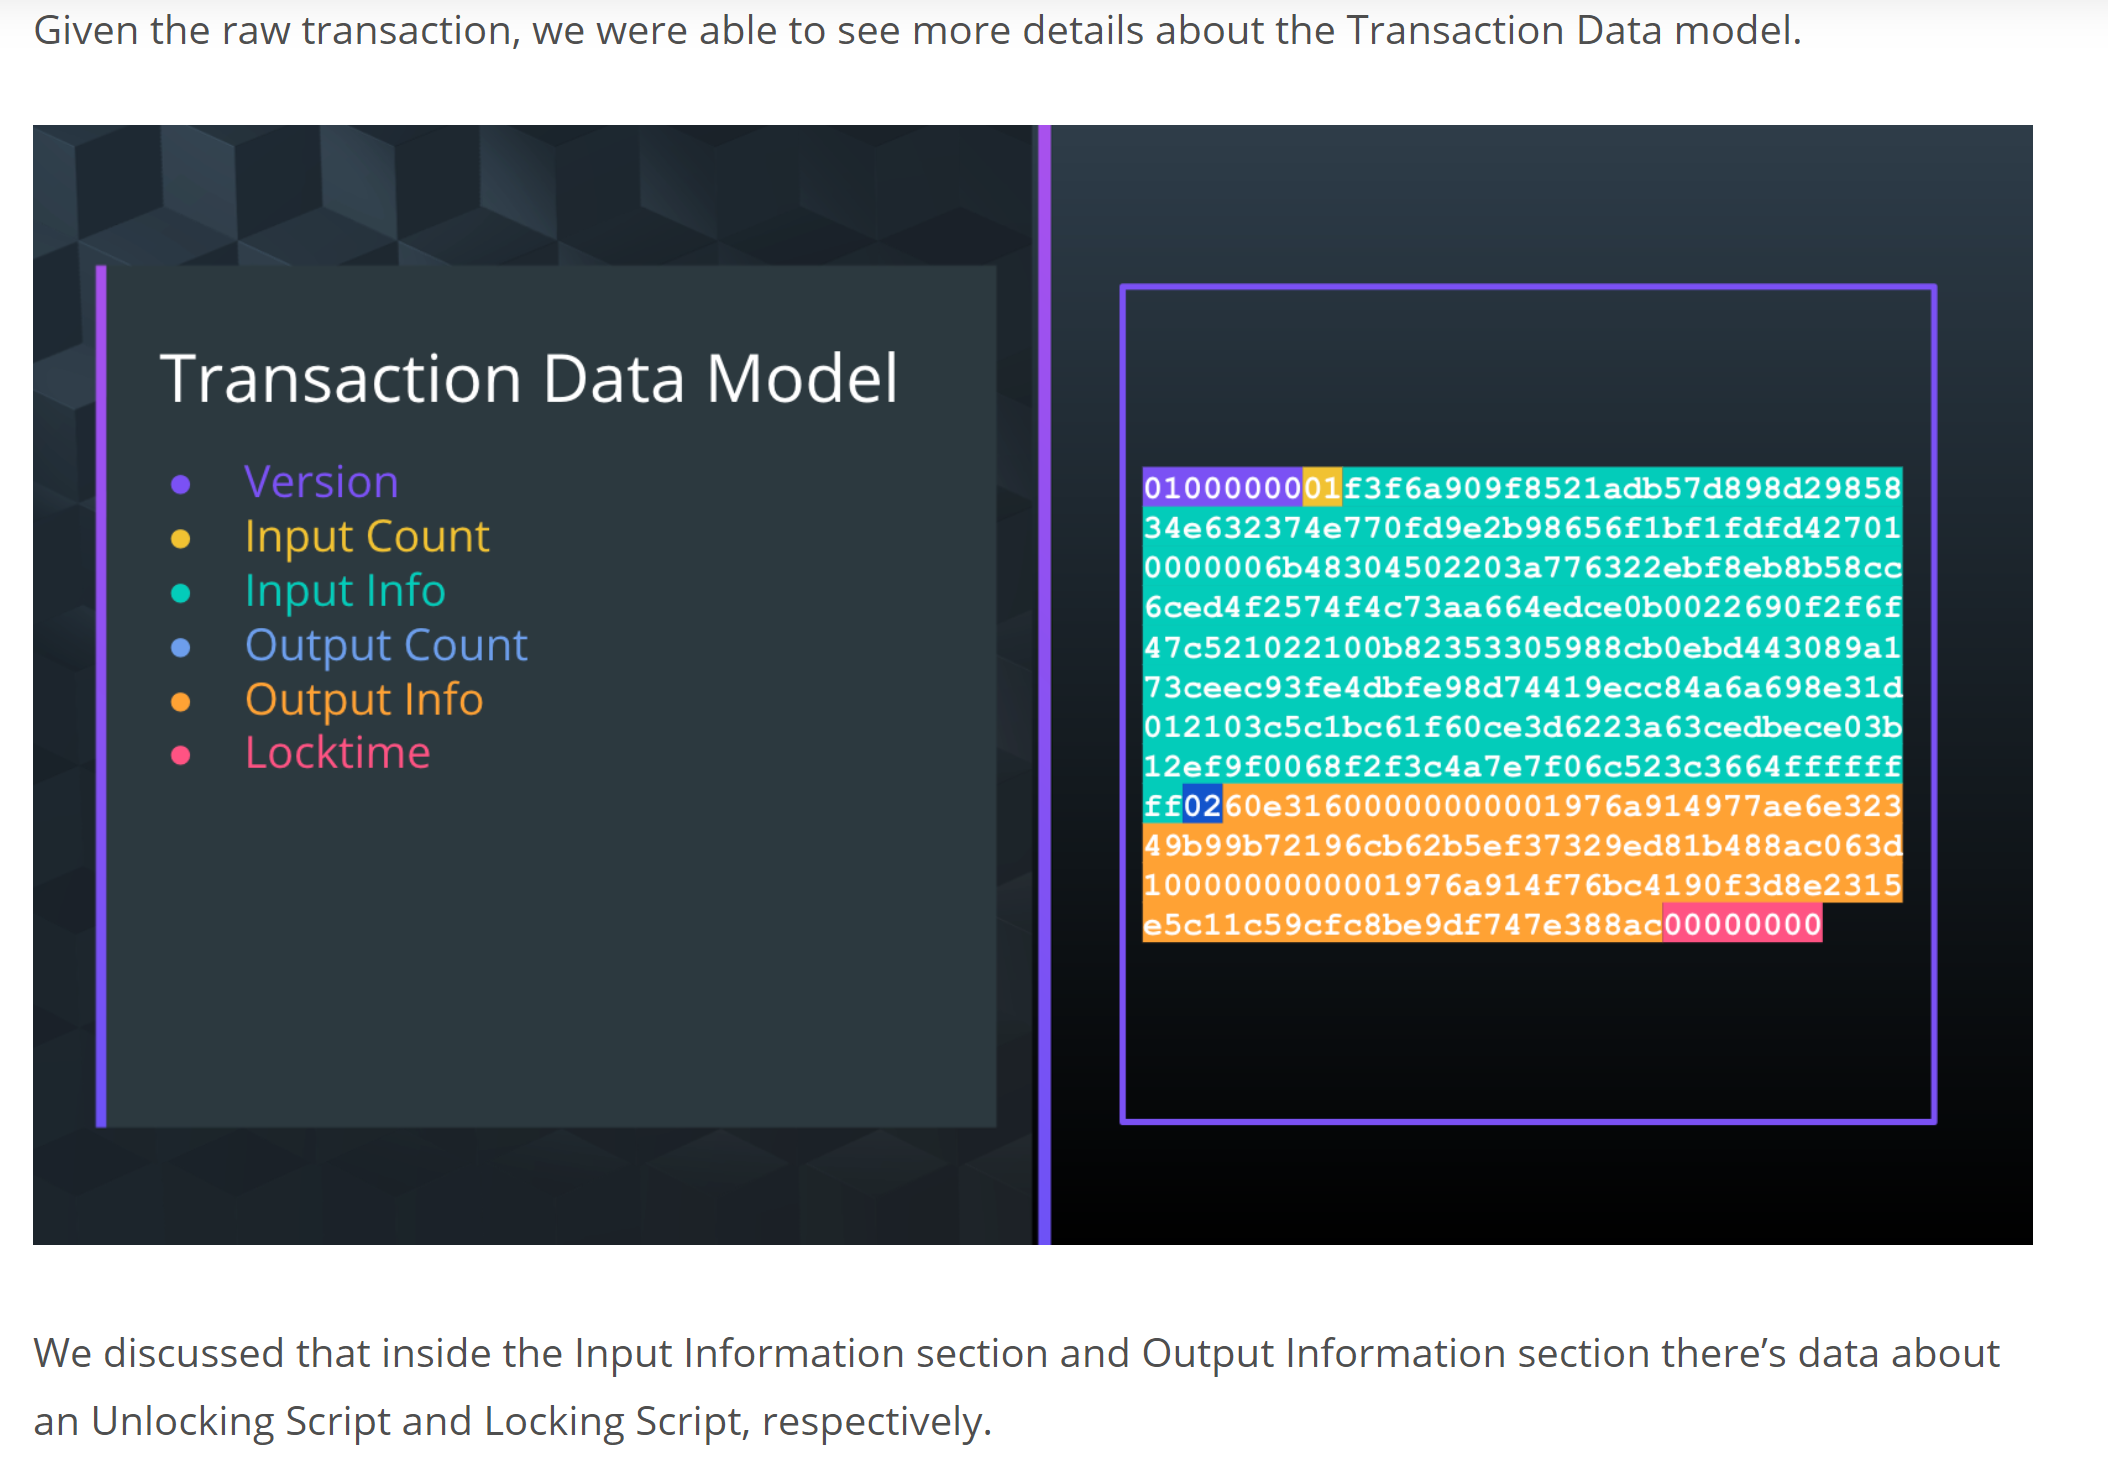 Given the raw transaction, we were able to see more details about the Transaction Data model.
Transaction Data Model
Version
Input Count
Input Info
Output Count
Output Info
Locktime
0100000001f3f6a909f8521adb57d898d29858
34e632374e770fd9e2b98656f1bf1fdfd42701
0000006b48304502203a776322ebf8eb8b58cc
6ced4f2574f4c73aa664edce0b0022690f2f6f
47c521022100b82353305988cb0ebd443089a1
73ceec93fe4dbfe98d74419ecc84a6a698e31d
012103c5c1bc61f60ce3d6223a63cedbece03b
12ef9f0068f2f3c4a7e7f06c523c3664ffffff
ff0260e31600000000001976a914977ae6e323
49b99b72196cb62b5ef37329ed81b488ac063d
1000000000001976a914f76bc4190f3d8e2315
e5c11c59cfc8be9df747e388ac00000000
We discussed that inside the Input Information section and Output Information section there’s data about
an Unlocking Script and Locking Script, respectively.